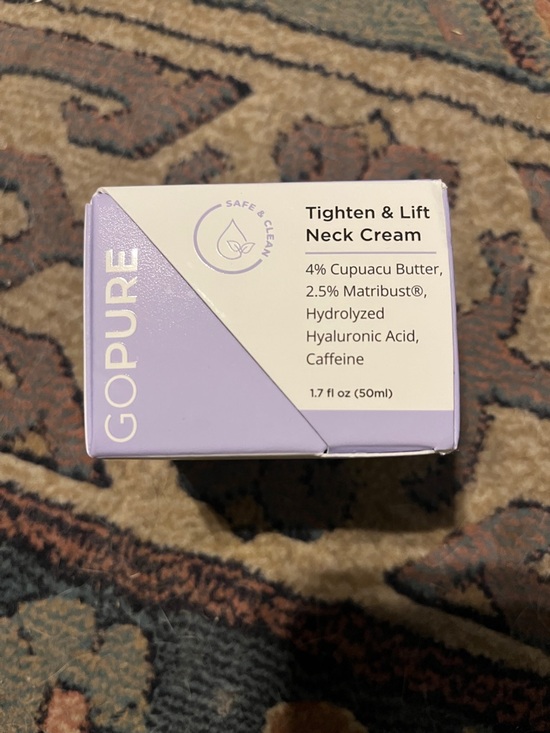 GOPURE
SAFE & CLEAN
Tighten & Lift
Neck Cream
4% Cupuacu Butter,
2.5% Matribust®,
Hydrolyzed
Hyaluronic Acid,
Caffeine
1.7 fl oz (50ml)